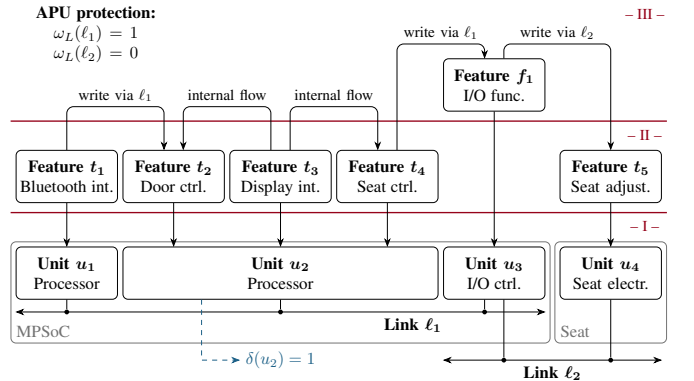 APU protection:
ω_L(ℓ₁) = 1
ω_L(ℓ₂) = 0
write via ℓ₁
write via ℓ₂
– III –
Feature f₁
I/O func.
write via ℓ₁
internal flow
internal flow
– II –
Feature t₁
Bluetooth int.
Feature t₂
Door ctrl.
Feature t₃
Display int.
Feature t₄
Seat ctrl.
Feature t₅
Seat adjust.
– I –
Unit u₁
Processor
Unit u₂
Processor
Unit u₃
I/O ctrl.
Unit u₄
Seat electr.
Link ℓ₁
MPSoC
Seat
δ(u₂) = 1
Link ℓ₂